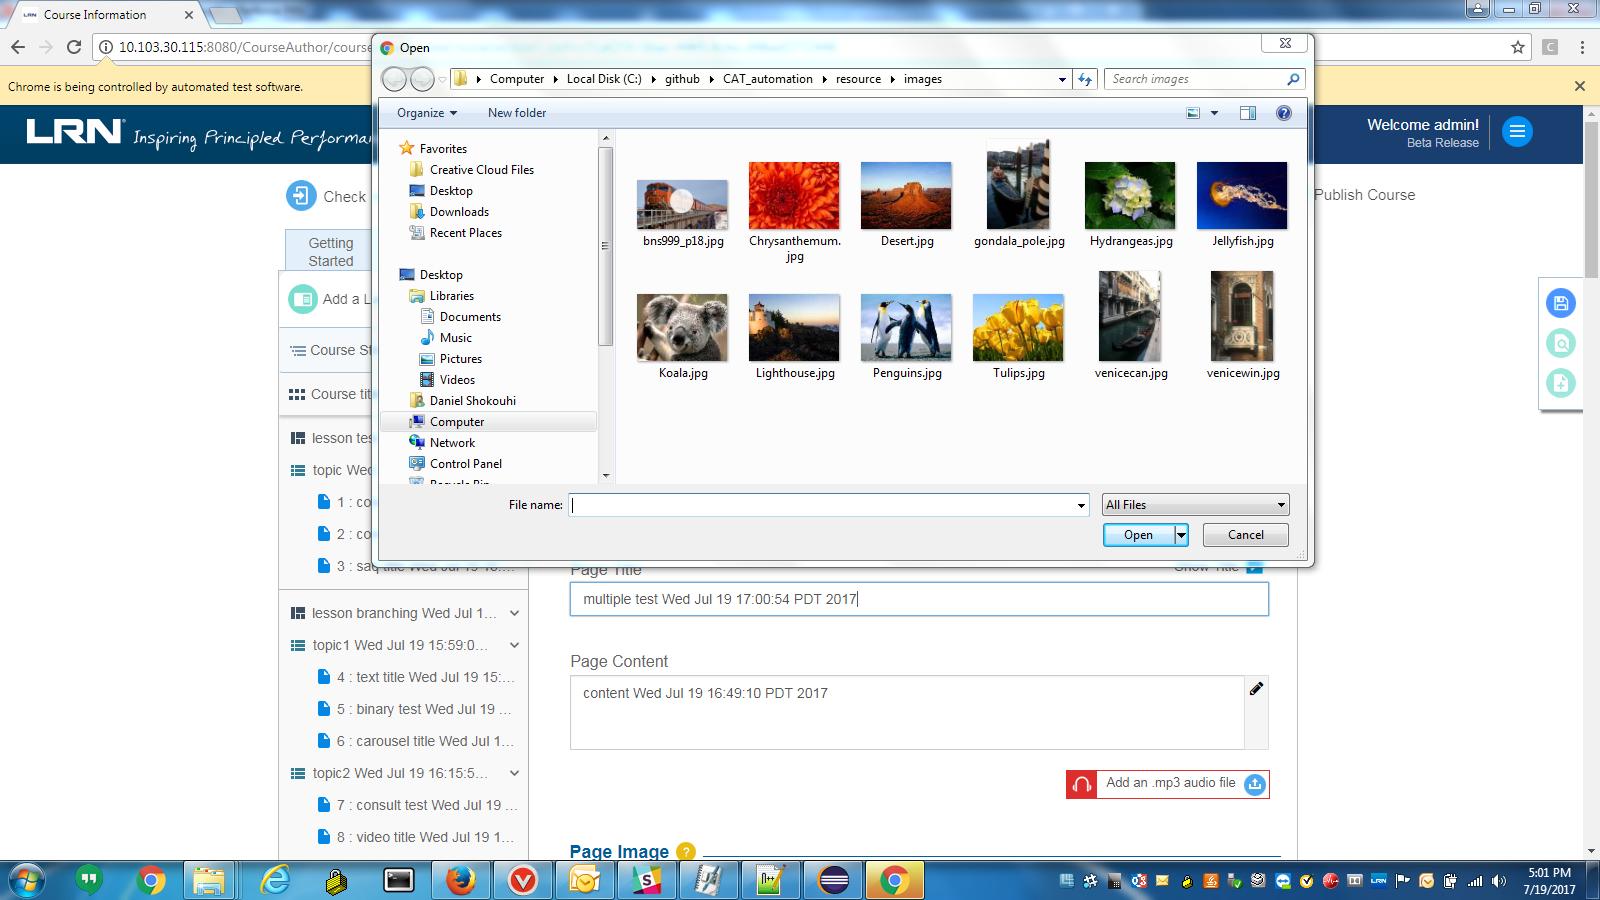 LRN Course Information
10.103.30.115:8080/CourseAuthor/course
Chrome is being controlled by automated test software.
LRN Inspiring Principled Performan
Welcome admin!
Beta Release
Check
Publish Course
Getting
Started
Add a L
Course St
Course tit
lesson tes
topic Wed
1 : co
2 : co
3 : saq title Wed Jul 19 16:
lesson branching Wed Jul 1...
topic1 Wed Jul 19 15:59:0...
4 : text title Wed Jul 19 15:...
5 : binary test Wed Jul 19 ...
6 : carousel title Wed Jul 1...
topic2 Wed Jul 19 16:15:5...
7 : consult test Wed Jul 19 ...
8 : video title Wed Jul 19 1...
Open
Computer Local Disk (C:) github CAT_automation resource images
Search images
Organize New folder
Favorites
Creative Cloud Files
Desktop
Downloads
Recent Places
Desktop
Libraries
Documents
Music
Pictures
Videos
Daniel Shokouhi
Computer
Network
Control Panel
Recycle Bin
bns999_p18.jpg
Chrysanthemum.
jpg
Desert.jpg
gondala_pole.jpg
Hydrangeas.jpg
Jellyfish.jpg
Koala.jpg
Lighthouse.jpg
Penguins.jpg
Tulips.jpg
venicecan.jpg
venicewin.jpg
File name:
All Files
Open Cancel
Page Title
Show Title
multiple test Wed Jul 19 17:00:54 PDT 2017
Page Content
content Wed Jul 19 16:49:10 PDT 2017
Add an .mp3 audio file
Page Image ?
5:01 PM
7/19/2017